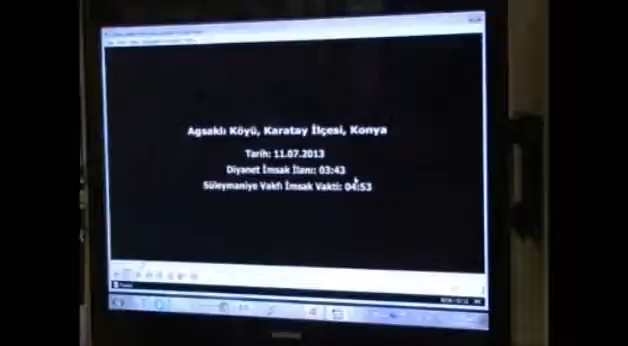 Agsaklı Köyü, Karatay İlçesi, Konya
Tarih: 11.07.2013
Diyanet İmsak İlanı: 03:43
Süleymaniye Vakfı İmsak Vakti: 04:53